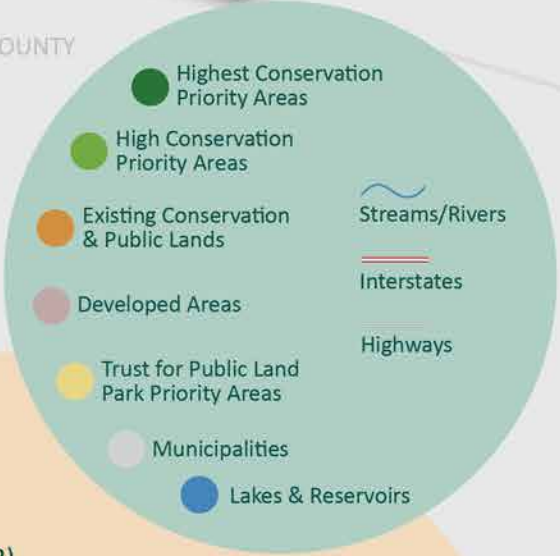 OUNTY
Highest Conservation
Priority Areas
High Conservation
Priority Areas
Existing Conservation
& Public Lands
Developed Areas
Trust for Public Land
Park Priority Areas
Municipalities
Lakes & Reservoirs
Streams/Rivers
Interstates
Highways